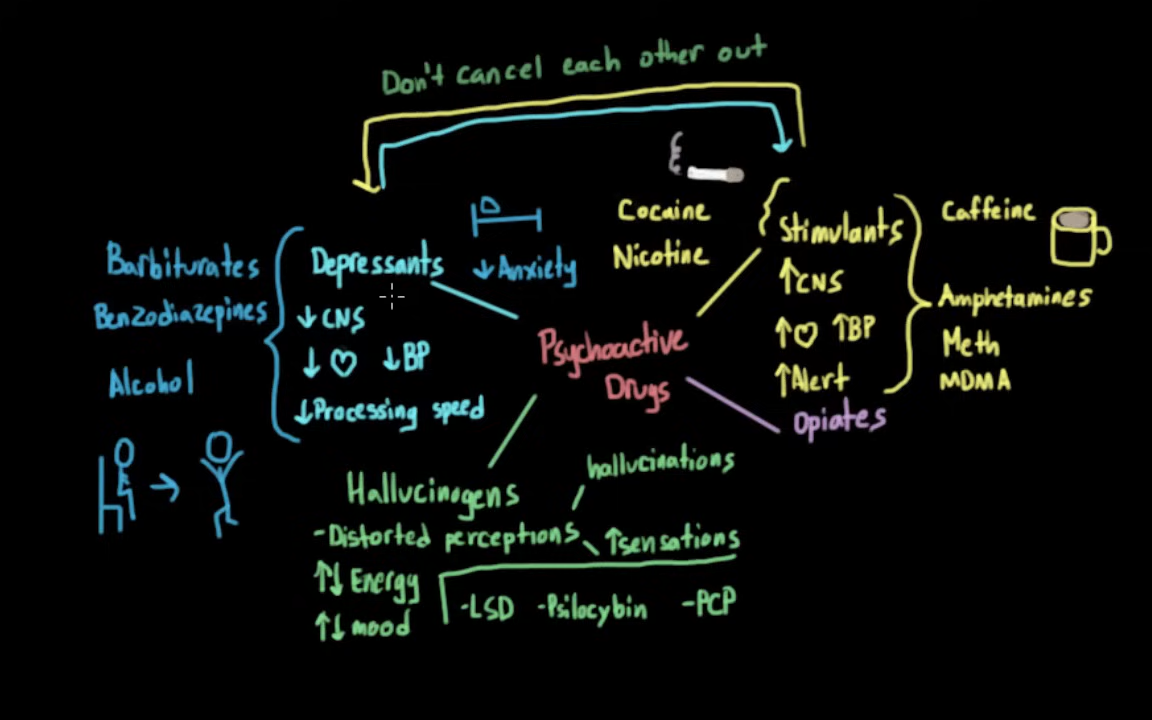 Don't cancel each other out
Barbiturates
Benzodiazepines
Alcohol
Depressants
↓CNS
↓♡ ↓BP
↓Processing speed
↓Anxiety
Cocaine
Nicotine
Stimulants
↑CNS
↑♡ ↑BP
↑Alert
Caffeine
Amphetamines
Meth
MDMA
Psychoactive
Drugs
Opiates
Hallucinogens
-Distorted perceptions
hallucinations
↑sensations
↑↓ Energy
↑↓ mood
-LSD -Psilocybin -PCP